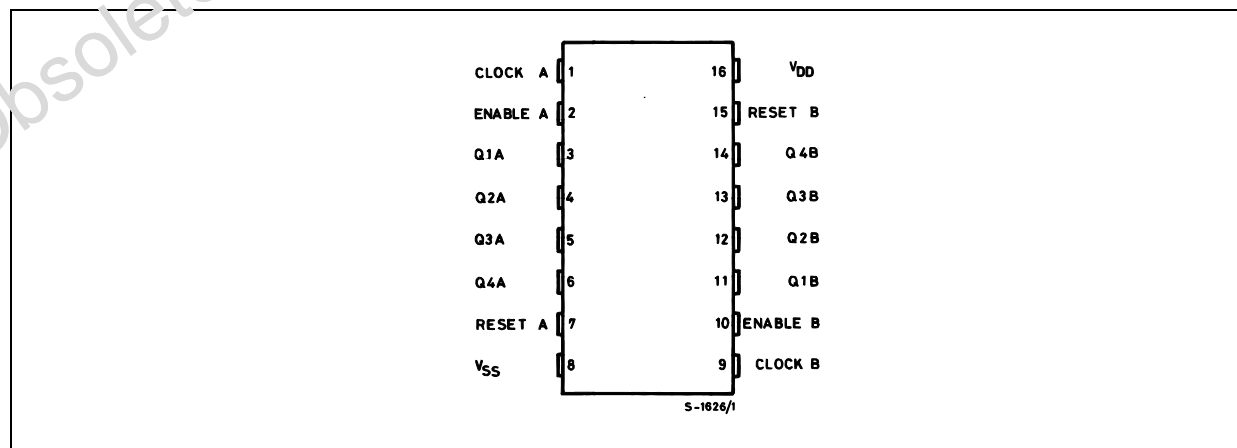 Obsolete
CLOCK A 1 16 VDD
ENABLE A 2 15 RESET B
Q1A 3 14 Q4B
Q2A 4 13 Q3B
Q3A 5 12 Q2B
Q4A 6 11 Q1B
RESET A 7 10 ENABLE B
VSS 8 9 CLOCK B
S-1626/1